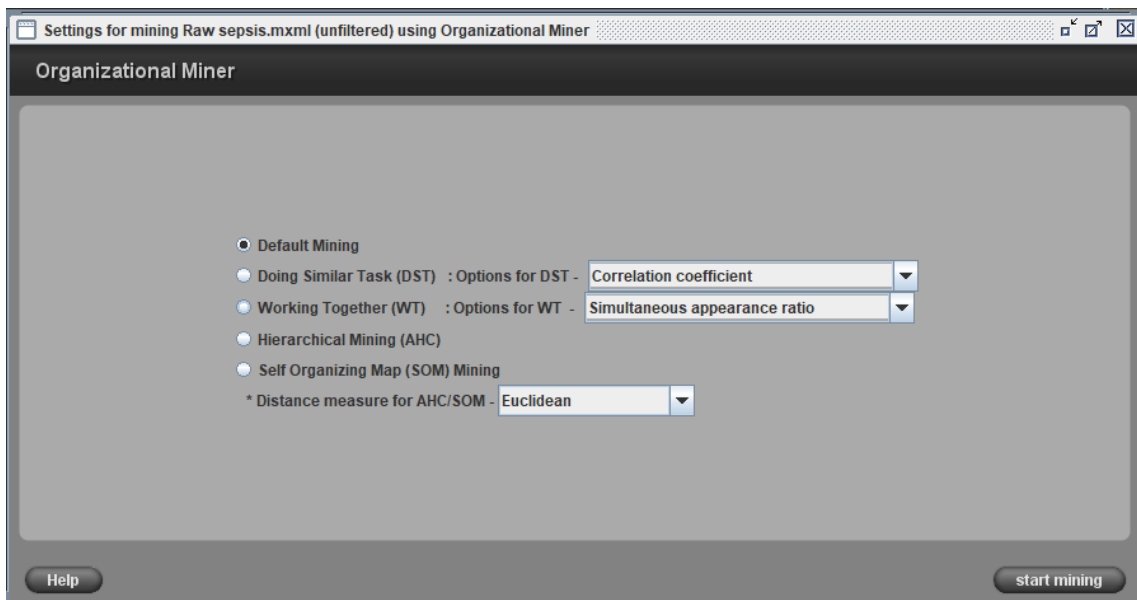 Settings for mining Raw sepsis.mxml (unfiltered) using Organizational Miner
Organizational Miner
Default Mining
Doing Similar Task (DST) : Options for DST - Correlation coefficient
Working Together (WT) : Options for WT - Simultaneous appearance ratio
Hierarchical Mining (AHC)
Self Organizing Map (SOM) Mining
* Distance measure for AHC/SOM - Euclidean
Help start mining